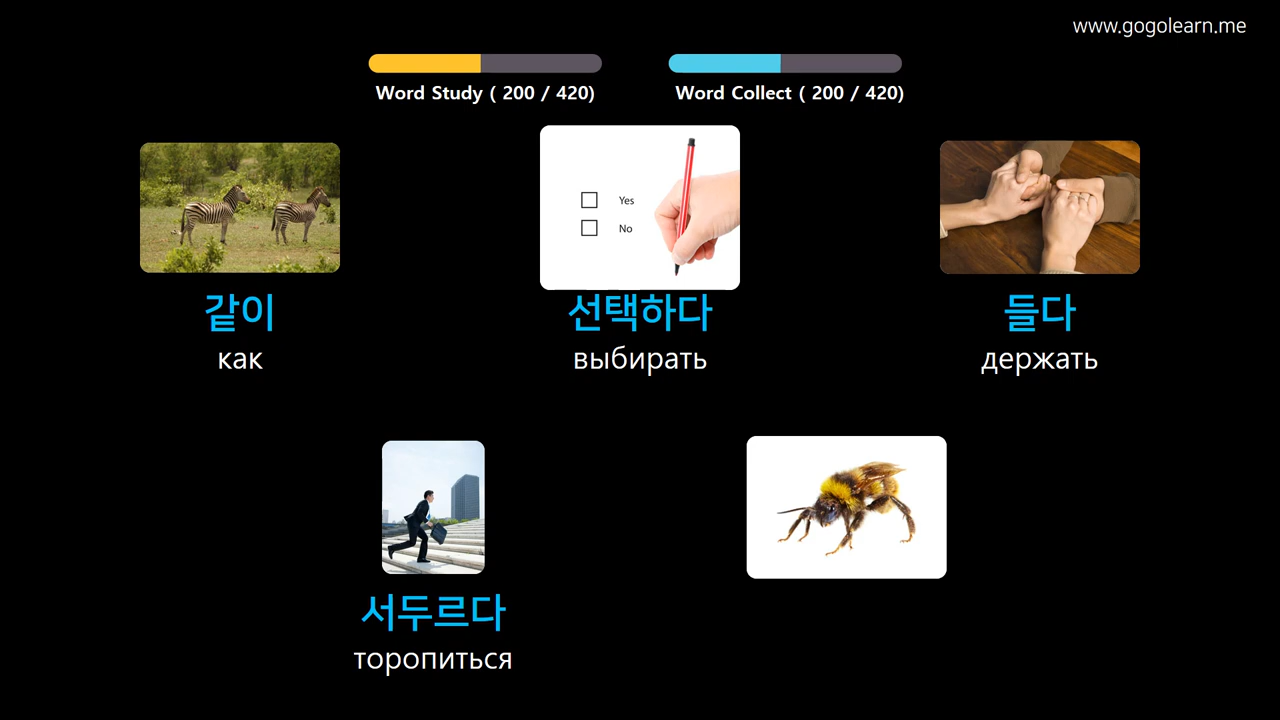 www.gogolearn.me
Word Study ( 200 / 420)
Word Collect ( 200 / 420)
Yes
No
같이
как
선택하다
выбирать
들다
держать
서두르다
торопиться